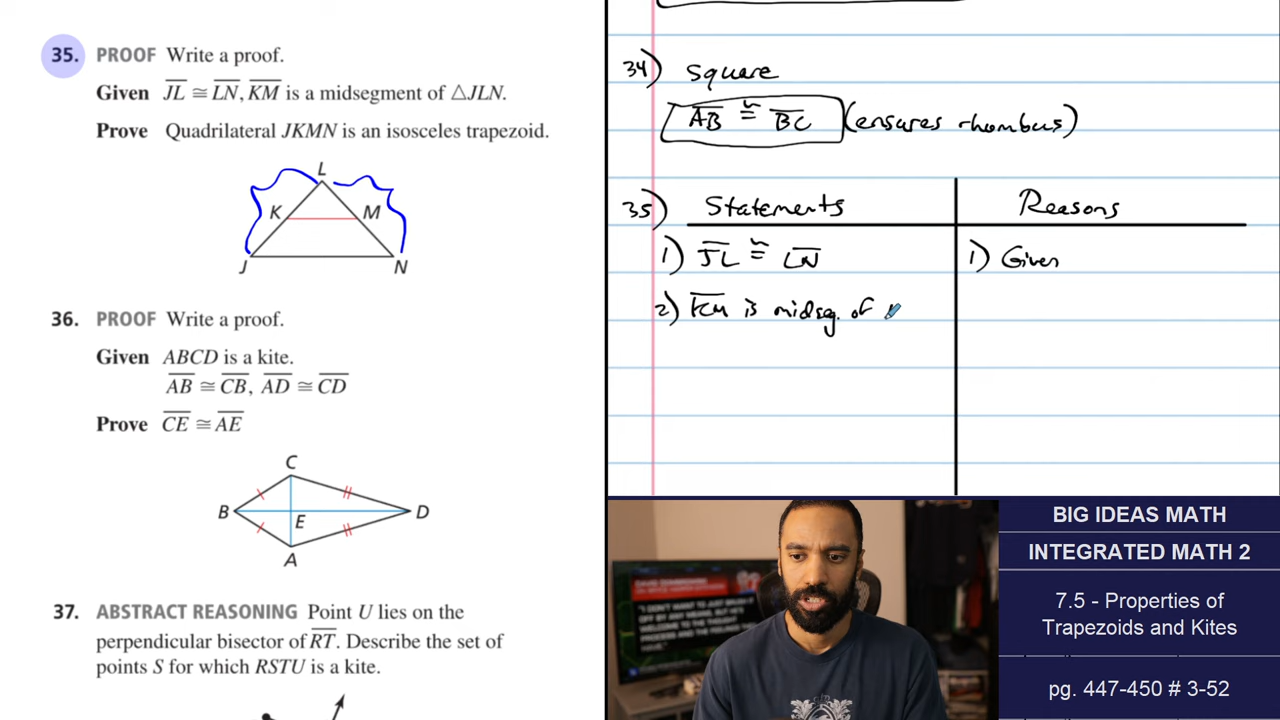 35. PROOF Write a proof.
Given JL ≅ LN, KM is a midsegment of △JLN.
Prove Quadrilateral JKMN is an isosceles trapezoid.
L
K
M
J
N
36. PROOF Write a proof.
Given ABCD is a kite.
AB ≅ CB, AD ≅ CD
Prove CE ≅ AE
C
B
E
D
A
37. ABSTRACT REASONING Point U lies on the
perpendicular bisector of RT. Describe the set of
points S for which RSTU is a kite.
34) square
AB ≅ BC (ensures rhombus)
35) Statements Reasons
1) JL ≅ LN 1) Given
2) KM is midseg. of
BIG IDEAS MATH
INTEGRATED MATH 2
7.5 - Properties of
Trapezoids and Kites
pg. 447-450 # 3-52